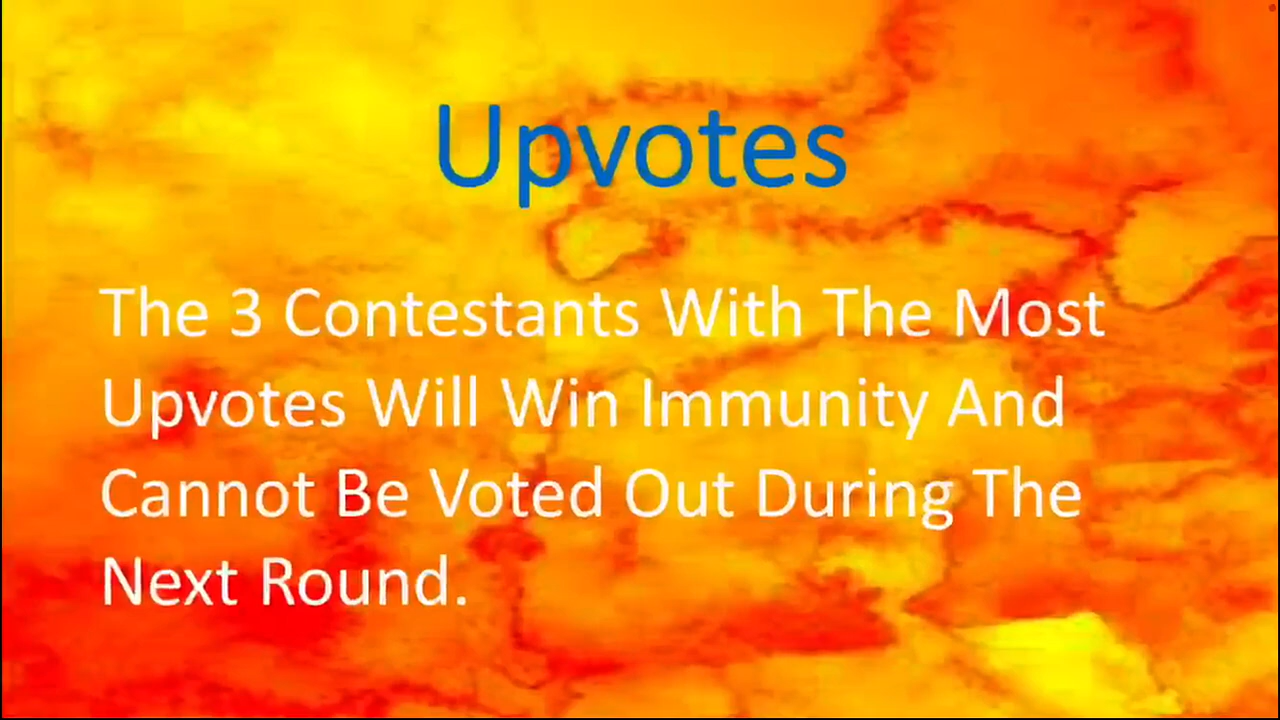 Upvotes
The 3 Contestants With The Most
Upvotes Will Win Immunity And
Cannot Be Voted Out During The
Next Round.